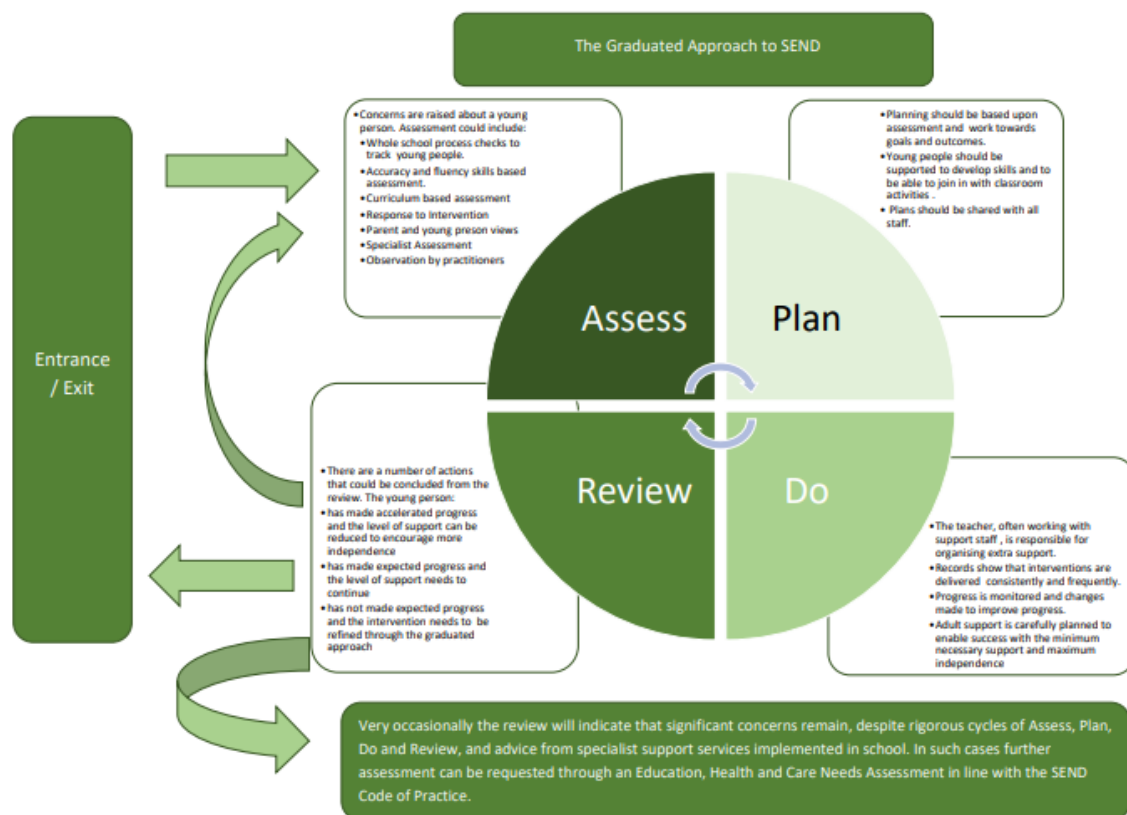 The Graduated Approach to SEND
Entrance
/ Exit
•Concerns are raised about a young
person. Assessment could include:
•Whole school process checks to
track young people.
•Accuracy and fluency skills based
assessment.
•Curriculum based assessment
•Response to Intervention
•Parent and young preson views
•Specialist Assessment
•Observation by practitioners
•Planning should be based upon
assessment and work towards
goals and outcomes.
•Young people should be
supported to develop skills and to
be able to join in with classroom
activities .
• Plans should be shared with all
staff.
Assess
Plan
Review
Do
•There are a number of actions
that could be concluded from the
review. The young person:
•has made accelerated progress
and the level of support can be
reduced to encourage more
independence
•has made expected progress and
the level of support needs to
continue
•has not made expected progress
and the intervention needs to be
refined through the graduated
approach
•The teacher, often working with
support staff , is responsible for
organising extra support.
•Records show that interventions are
delivered consistently and frequently.
•Progress is monitored and changes
made to improve progress.
•Adult support is carefully planned to
enable success with the minimum
necessary support and maximum
independence
Very occasionally the review will indicate that significant concerns remain, despite rigorous cycles of Assess, Plan,
Do and Review, and advice from specialist support services implemented in school. In such cases further
assessment can be requested through an Education, Health and Care Needs Assessment in line with the SEND
Code of Practice.